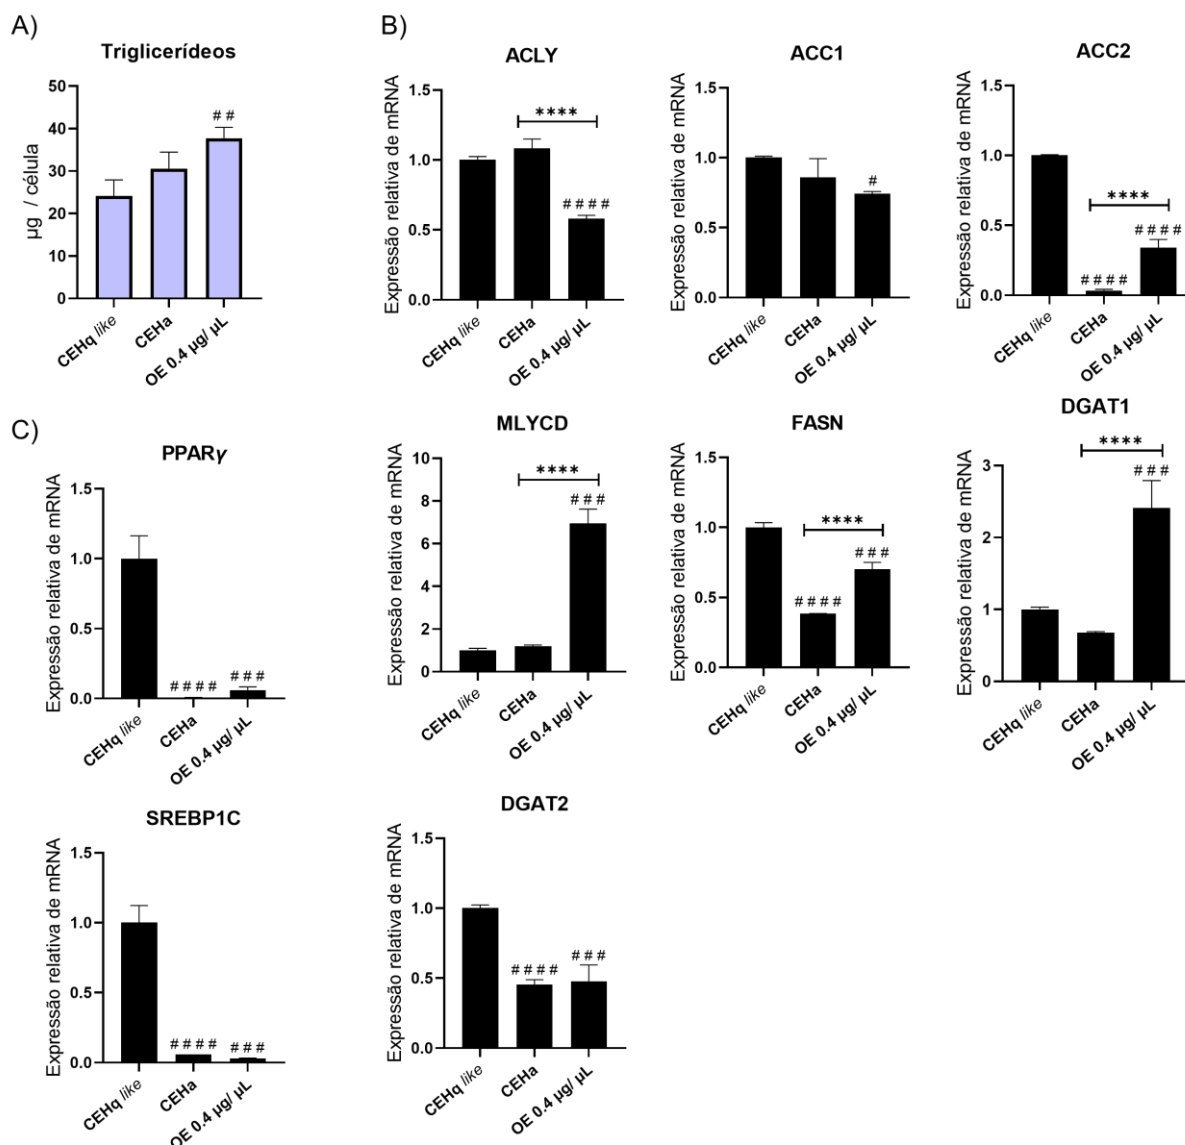 A)
Triglicerídeos
µg / célula
50
40
30
20
10
0
# #
CEHq like
CEHa
OE 0.4 µg/ µL
B)
ACLY
Expressão relativa de mRNA
1.5
1.0
0.5
0.0
****
# # # #
CEHq like
CEHa
OE 0.4 µg/ µL
ACC1
Expressão relativa de mRNA
1.5
1.0
0.5
0.0
#
CEHq like
CEHa
OE 0.4 µg/ µL
ACC2
Expressão relativa de mRNA
1.5
1.0
0.5
0.0
****
# # # #
# # # #
CEHq like
CEHa
OE 0.4 µg/ µL
C)
PPARγ
Expressão relativa de mRNA
1.5
1.0
0.5
0.0
# # # #
# # #
CEHq like
CEHa
OE 0.4 µg/ µL
MLYCD
Expressão relativa de mRNA
10
8
6
4
2
0
****
# # #
CEHq like
CEHa
OE 0.4 µg/ µL
FASN
Expressão relativa de mRNA
1.5
1.0
0.5
0.0
****
# # # #
# # #
CEHq like
CEHa
OE 0.4 µg/ µL
DGAT1
Expressão relativa de mRNA
3
2
1
0
****
# # #
CEHq like
CEHa
OE 0.4 µg/ µL
SREBP1C
Expressão relativa de mRNA
1.5
1.0
0.5
0.0
# # # #
# # #
CEHq like
CEHa
OE 0.4 µg/ µL
DGAT2
Expressão relativa de mRNA
1.5
1.0
0.5
0.0
# # # #
# # #
CEHq like
CEHa
OE 0.4 µg/ µL